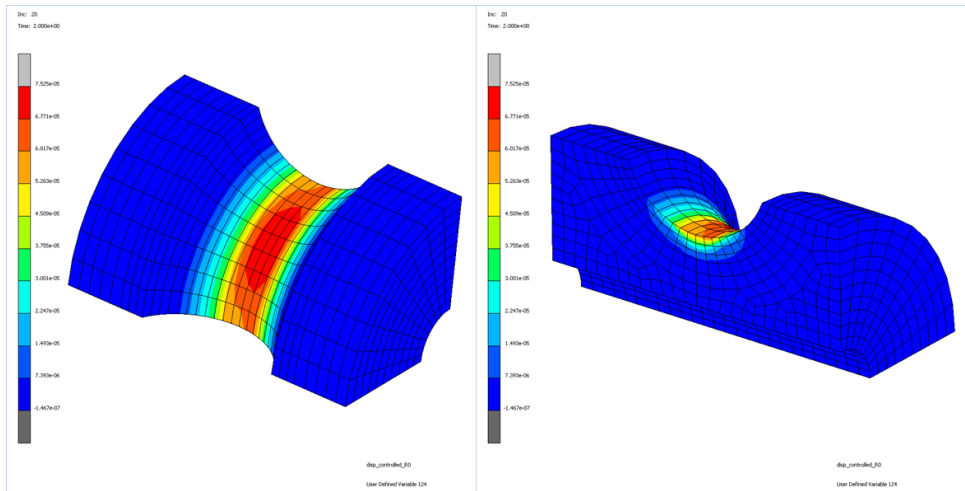 Inc: 20
Time: 2.000e+00
7.525e-05
6.771e-05
6.017e-05
5.263e-05
4.509e-05
3.755e-05
3.001e-05
2.247e-05
1.493e-05
7.393e-06
-1.467e-07
disp_controlled_R0
User Defined Variable 124
Inc: 20
Time: 2.000e+00
7.525e-05
6.771e-05
6.017e-05
5.263e-05
4.509e-05
3.755e-05
3.001e-05
2.247e-05
1.493e-05
7.393e-06
-1.467e-07
disp_controlled_R0
User Defined Variable 124